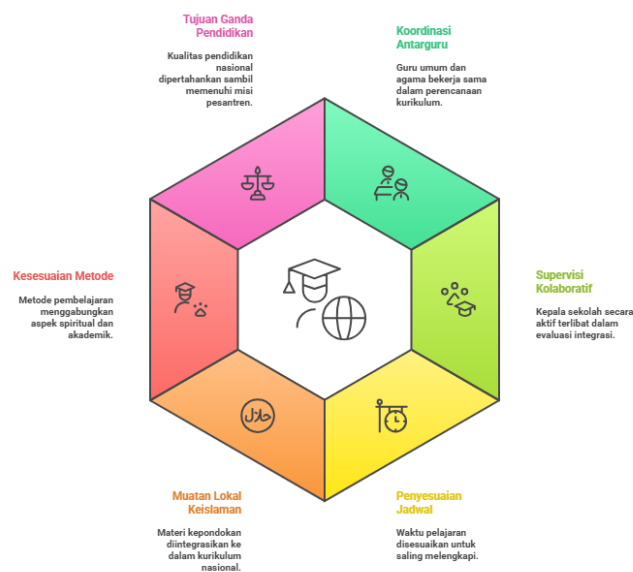 Tujuan Ganda
Pendidikan
Kualitas pendidikan
nasional
dipertahankan sambil
memenuhi misi
pesantren.
Koordinasi
Antarguru
Guru umum dan
agama bekerja sama
dalam perencanaan
kurikulum.
Kesesuaian Metode
Metode pembelajaran
menggabungkan
aspek spiritual dan
akademik.
Supervisi
Kolaboratif
Kepala sekolah secara
aktif terlibat dalam
evaluasi integrasi.
حلال
Muatan Lokal
Keislaman
Materi kepondokan
diintegrasikan ke
dalam kurikulum
nasional.
Penyesuaian
Jadwal
Waktu pelajaran
disesuaikan untuk
saling melengkapi.